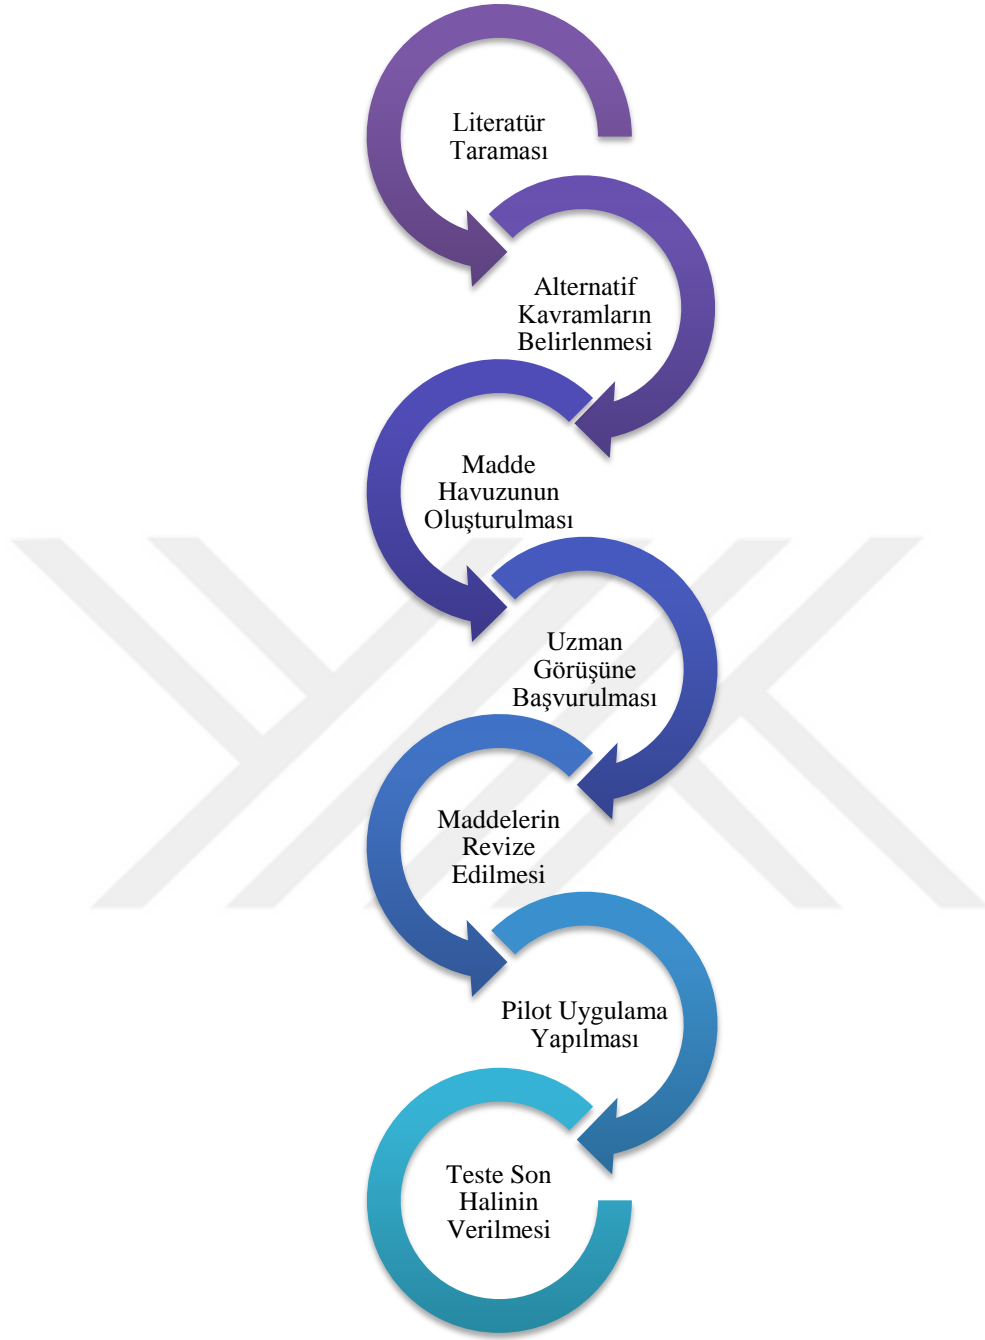 Literatür
Taraması
Alternatif
Kavramların
Belirlenmesi
Madde
Havuzunun
Oluşturulması
Uzman
Görüşüne
Başvurulması
Maddelerin
Revize
Edilmesi
Pilot Uygulama
Yapılması
Teste Son
Halinin
Verilmesi